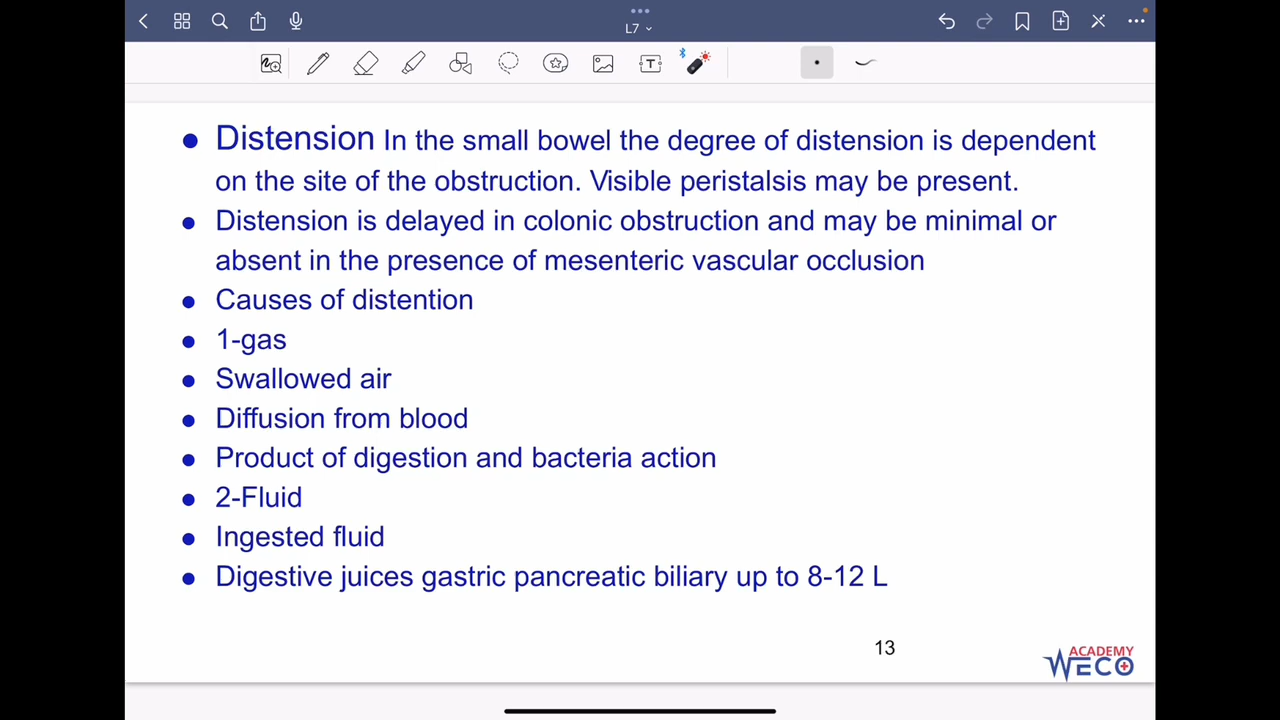 L7
T
Distension In the small bowel the degree of distension is dependent
on the site of the obstruction. Visible peristalsis may be present.
Distension is delayed in colonic obstruction and may be minimal or
absent in the presence of mesenteric vascular occlusion
Causes of distention
1-gas
Swallowed air
Diffusion from blood
Product of digestion and bacteria action
2-Fluid
Ingested fluid
Digestive juices gastric pancreatic biliary up to 8-12 L
13
ACADEMY
WECO